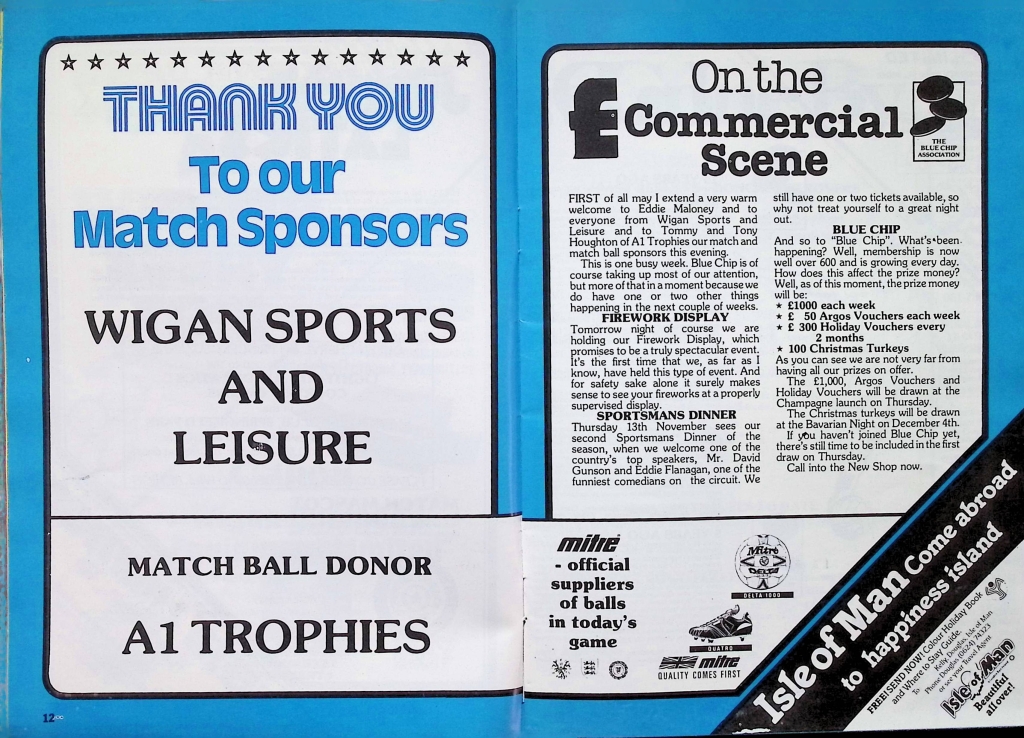 THANK YOU
To our
Match Sponsors
WIGAN SPORTS
AND
LEISURE
MATCH BALL DONOR
A1 TROPHIES
12
On the
£ Commercial
Scene
THE
BLUE CHIP
ASSOCIATION
FIRST of all may I extend a very warm
welcome to Eddie Maloney and to
everyone from Wigan Sports and
Leisure and to Tommy and Tony
Houghton of A1 Trophies our match and
match ball sponsors this evening.
This is one busy week. Blue Chip is of
course taking up most of our attention,
but more of that in a moment because we
do have one or two other things
happening in the next couple of weeks.
FIREWORK DISPLAY
Tomorrow night of course we are
holding our Firework Display, which
promises to be a truly spectacular event.
It's the first time that we, as far as I
know, have held this type of event. And
for safety sake alone it surely makes
sense to see your fireworks at a properly
supervised display.
SPORTSMANS DINNER
Thursday 13th November sees our
second Sportsmans Dinner of the
season, when we welcome one of the
country's top speakers, Mr. David
Gunson and Eddie Flanagan, one of the
funniest comedians on the circuit. We
still have one or two tickets available, so
why not treat yourself to a great night
out.
BLUE CHIP
And so to "Blue Chip". What's been
happening? Well, membership is now
well over 600 and is growing every day.
How does this affect the prize money?
Well, as of this moment, the prize money
will be:
★ £1000 each week
★ £ 50 Argos Vouchers each week
★ £ 300 Holiday Vouchers every
2 months
★ 100 Christmas Turkeys
As you can see we are not very far from
having all our prizes on offer.
The £1,000, Argos Vouchers and
Holiday Vouchers will be drawn at the
Champagne launch on Thursday.
The Christmas turkeys will be drawn
at the Bavarian Night on December 4th.
If you haven't joined Blue Chip yet,
there's still time to be included in the first
draw on Thursday.
Call into the New Shop now.
mitre
- official
suppliers
of balls
in today's
game
Mitre
DELTA
DELTA 1000
QUATRO
mitre
QUALITY COMES FIRST
Isle of Man Come abroad
to happiness island
FREE! SEND NOW! Colour Holiday Book
and Where to Stay Guide.
To Kelly, Douglas, Isle of Man
Phone Douglas (0624) 74323
or see your Travel Agent
Isle of Man
Beautiful
all over!